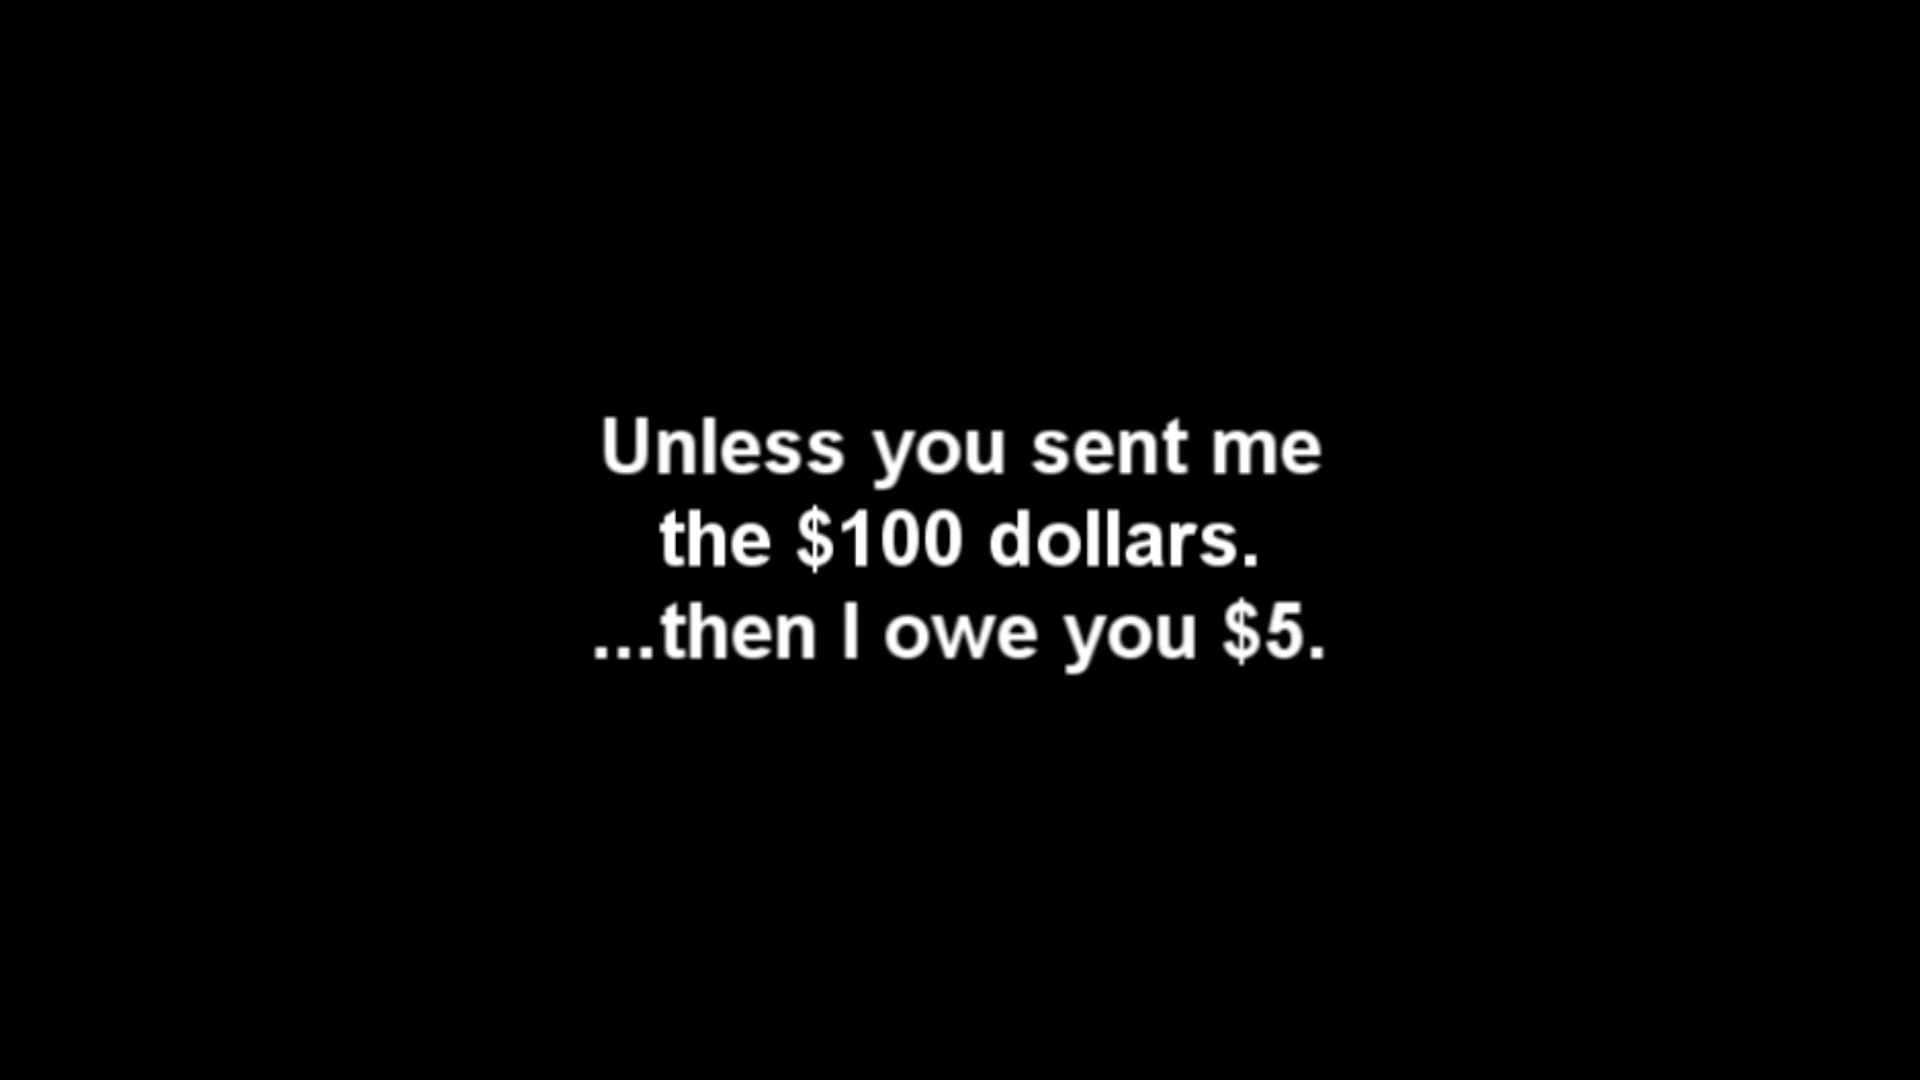 Unless you sent me
the $100 dollars.
...then I owe you $5.